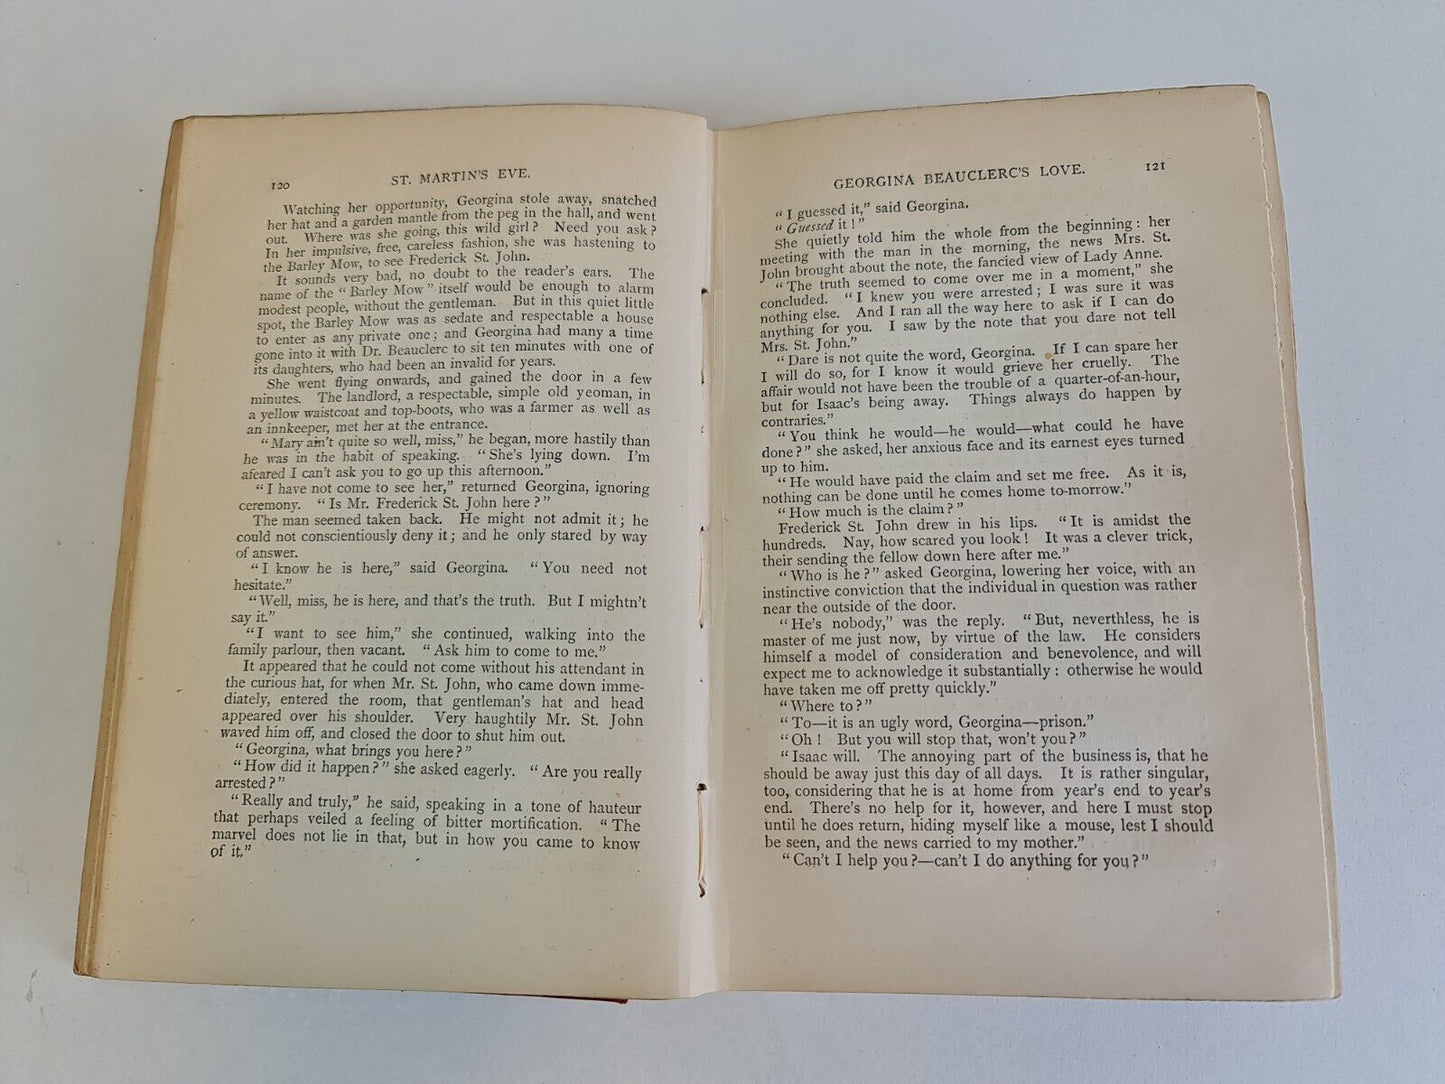 120
ST. MARTIN'S EVE.
Watching her opportunity, Georgina stole away, snatched
her hat and a garden mantle from the peg in the hall, and went
out. Where was she going, this wild girl? Need you ask?
In her impulsive, free, careless fashion, she was hastening to
the Barley Mow, to see Frederick St. John.
It sounds very bad, no doubt to the reader's ears. The
name of the “Barley Mow” itself would be enough to alarm
modest people, without the gentleman. But in this quiet little
spot, the Barley Mow was as sedate and respectable a house
to enter as any private one; and Georgina had many a time
gone into it with Dr. Beauclerc to sit ten minutes with one of
its daughters, who had been an invalid for years.
She went flying onwards, and gained the door in a few
minutes. The landlord, a respectable, simple old yeoman, in
a yellow waistcoat and top-boots, who was a farmer as well as
an innkeeper, met her at the entrance.
“Mary ain't quite so well, miss,” he began, more hastily than
he was in the habit of speaking. “She's lying down. I'm
afeared I can't ask you to go up this afternoon.”
“I have not come to see her,” returned Georgina, ignoring
ceremony. “Is Mr. Frederick St. John here?”
The man seemed taken back. He might not admit it; he
could not conscientiously deny it; and he only stared by way
of answer.
“I know he is here,” said Georgina. “You need not
hesitate.”
“Well, miss, he is here, and that's the truth. But I mightn't
say it.”
“I want to see him,” she continued, walking into the
family parlour, then vacant. “Ask him to come to me.”
It appeared that he could not come without his attendant in
the curious hat, for when Mr. St. John, who came down imme-
diately, entered the room, that gentleman's hat and head
appeared over his shoulder. Very haughtily Mr. St. John
waved him off, and closed the door to shut him out.
“Georgina, what brings you here?”
“How did it happen?” she asked eagerly. “Are you really
arrested?”
“Really and truly,” he said, speaking in a tone of hauteur
that perhaps veiled a feeling of bitter mortification. “The
marvel does not lie in that, but in how you came to know
of it.”
GEORGINA BEAUCLERC'S LOVE.
121
“I guessed it,” said Georgina.
“Guessed it!”
She quietly told him the whole from the beginning: her
meeting with the man in the morning, the news Mrs. St.
John brought about the note, the fancied view of Lady Anne.
“The truth seemed to come over me in a moment,” she
concluded. “I knew you were arrested; I was sure it was
nothing else. And I ran all the way here to ask if I can do
anything for you. I saw by the note that you dare not tell
Mrs. St. John.”
“Dare is not quite the word, Georgina. If I can spare her
I will do so, for I know it would grieve her cruelly. The
affair would not have been the trouble of a quarter-of-an-hour,
but for Isaac's being away. Things always do happen by
contraries.”
“You think he would—he would—what could he have
done?” she asked, her anxious face and its earnest eyes turned
up to him.
“He would have paid the claim and set me free. As it is,
nothing can be done until he comes home to-morrow.”
“How much is the claim?”
Frederick St. John drew in his lips. “It is amidst the
hundreds. Nay, how scared you look! It was a clever trick,
their sending the fellow down here after me.”
“Who is he?” asked Georgina, lowering her voice, with an
instinctive conviction that the individual in question was rather
near the outside of the door.
“He's nobody,” was the reply. “But, neverthless, he is
master of me just now, by virtue of the law. He considers
himself a model of consideration and benevolence, and will
expect me to acknowledge it substantially: otherwise he would
have taken me off pretty quickly.”
“Where to?”
“To—it is an ugly word, Georgina—prison.”
“Oh! But you will stop that, won't you?”
“Isaac will. The annoying part of the business is, that he
should be away just this day of all days. It is rather singular,
too, considering that he is at home from year's end to year's
end. There's no help for it, however, and here I must stop
until he does return, hiding myself like a mouse, lest I should
be seen, and the news carried to my mother.”
“Can't I help you?—can't I do anything for you?”